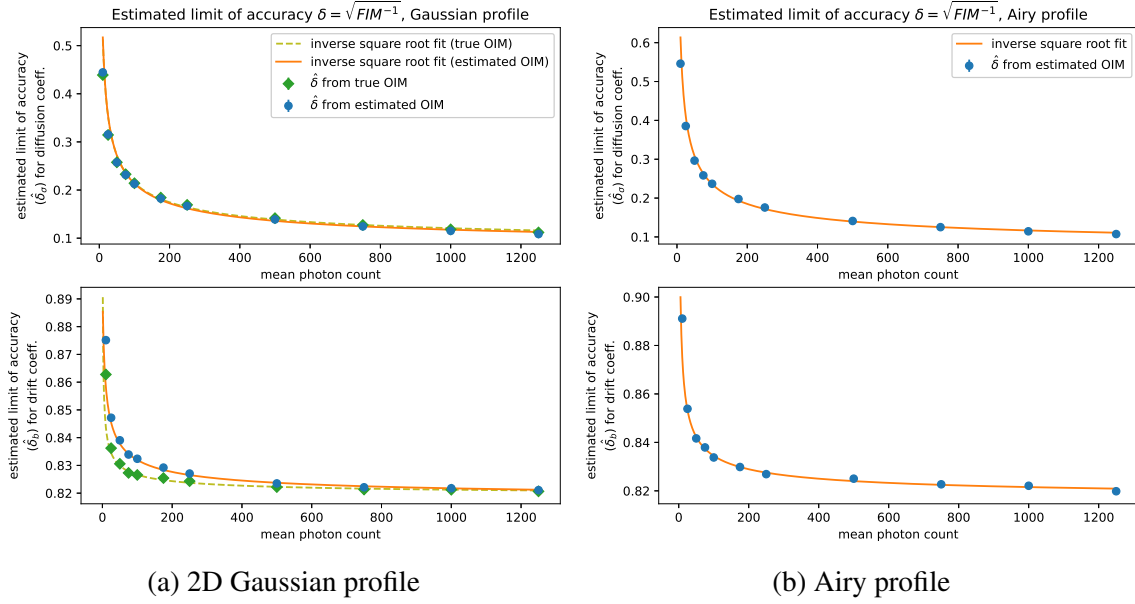 Estimated limit of accuracy δ = √FIM⁻¹, Gaussian profile
estimated limit of accuracy
(δ̂σ) for diffusion coeff.
0.5
0.4
0.3
0.2
0.1
inverse square root fit (true OIM)
inverse square root fit (estimated OIM)
δ̂ from true OIM
δ̂ from estimated OIM
0 200 400 600 800 1000 1200
mean photon count
estimated limit of accuracy
(δ̂b) for drift coeff.
0.89
0.88
0.87
0.86
0.85
0.84
0.83
0.82
0 200 400 600 800 1000 1200
mean photon count
(a) 2D Gaussian profile
Estimated limit of accuracy δ = √FIM⁻¹, Airy profile
estimated limit of accuracy
(δ̂σ) for diffusion coeff.
0.6
0.5
0.4
0.3
0.2
0.1
inverse square root fit
δ̂ from estimated OIM
0 200 400 600 800 1000 1200
mean photon count
estimated limit of accuracy
(δ̂b) for drift coeff.
0.90
0.88
0.86
0.84
0.82
0 200 400 600 800 1000 1200
mean photon count
(b) Airy profile